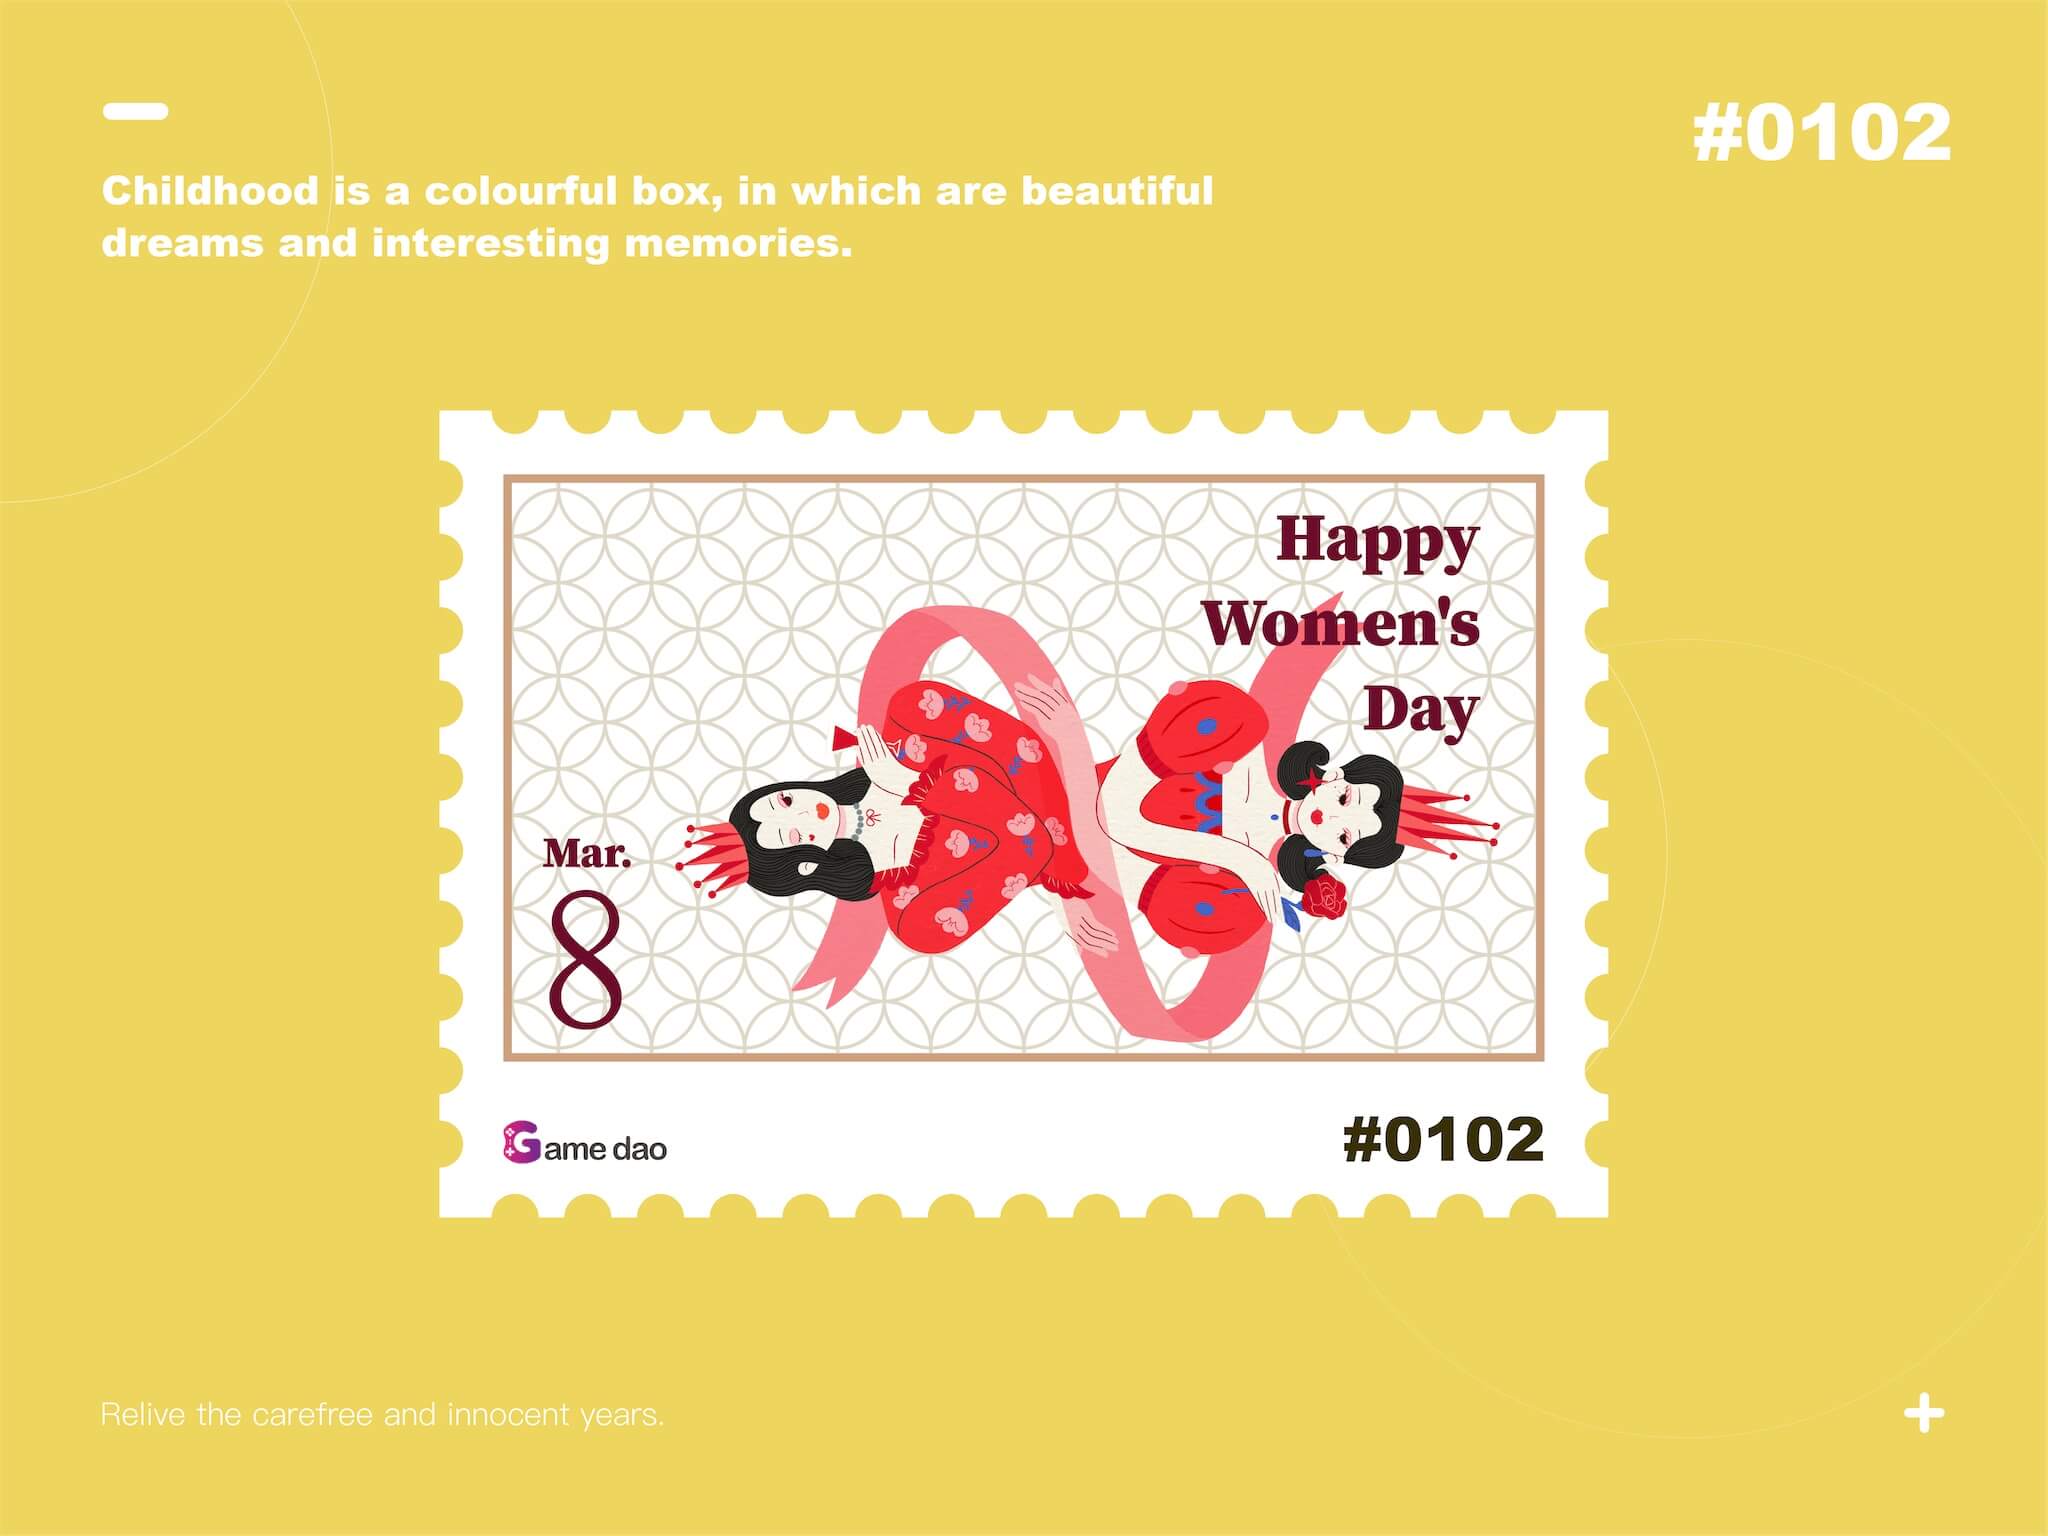 #0102
Childhood is a colourful box, in which are beautiful
dreams and interesting memories.
Happy
Women's
Day
Mar.
8
Game dao
#0102
Relive the carefree and innocent years.